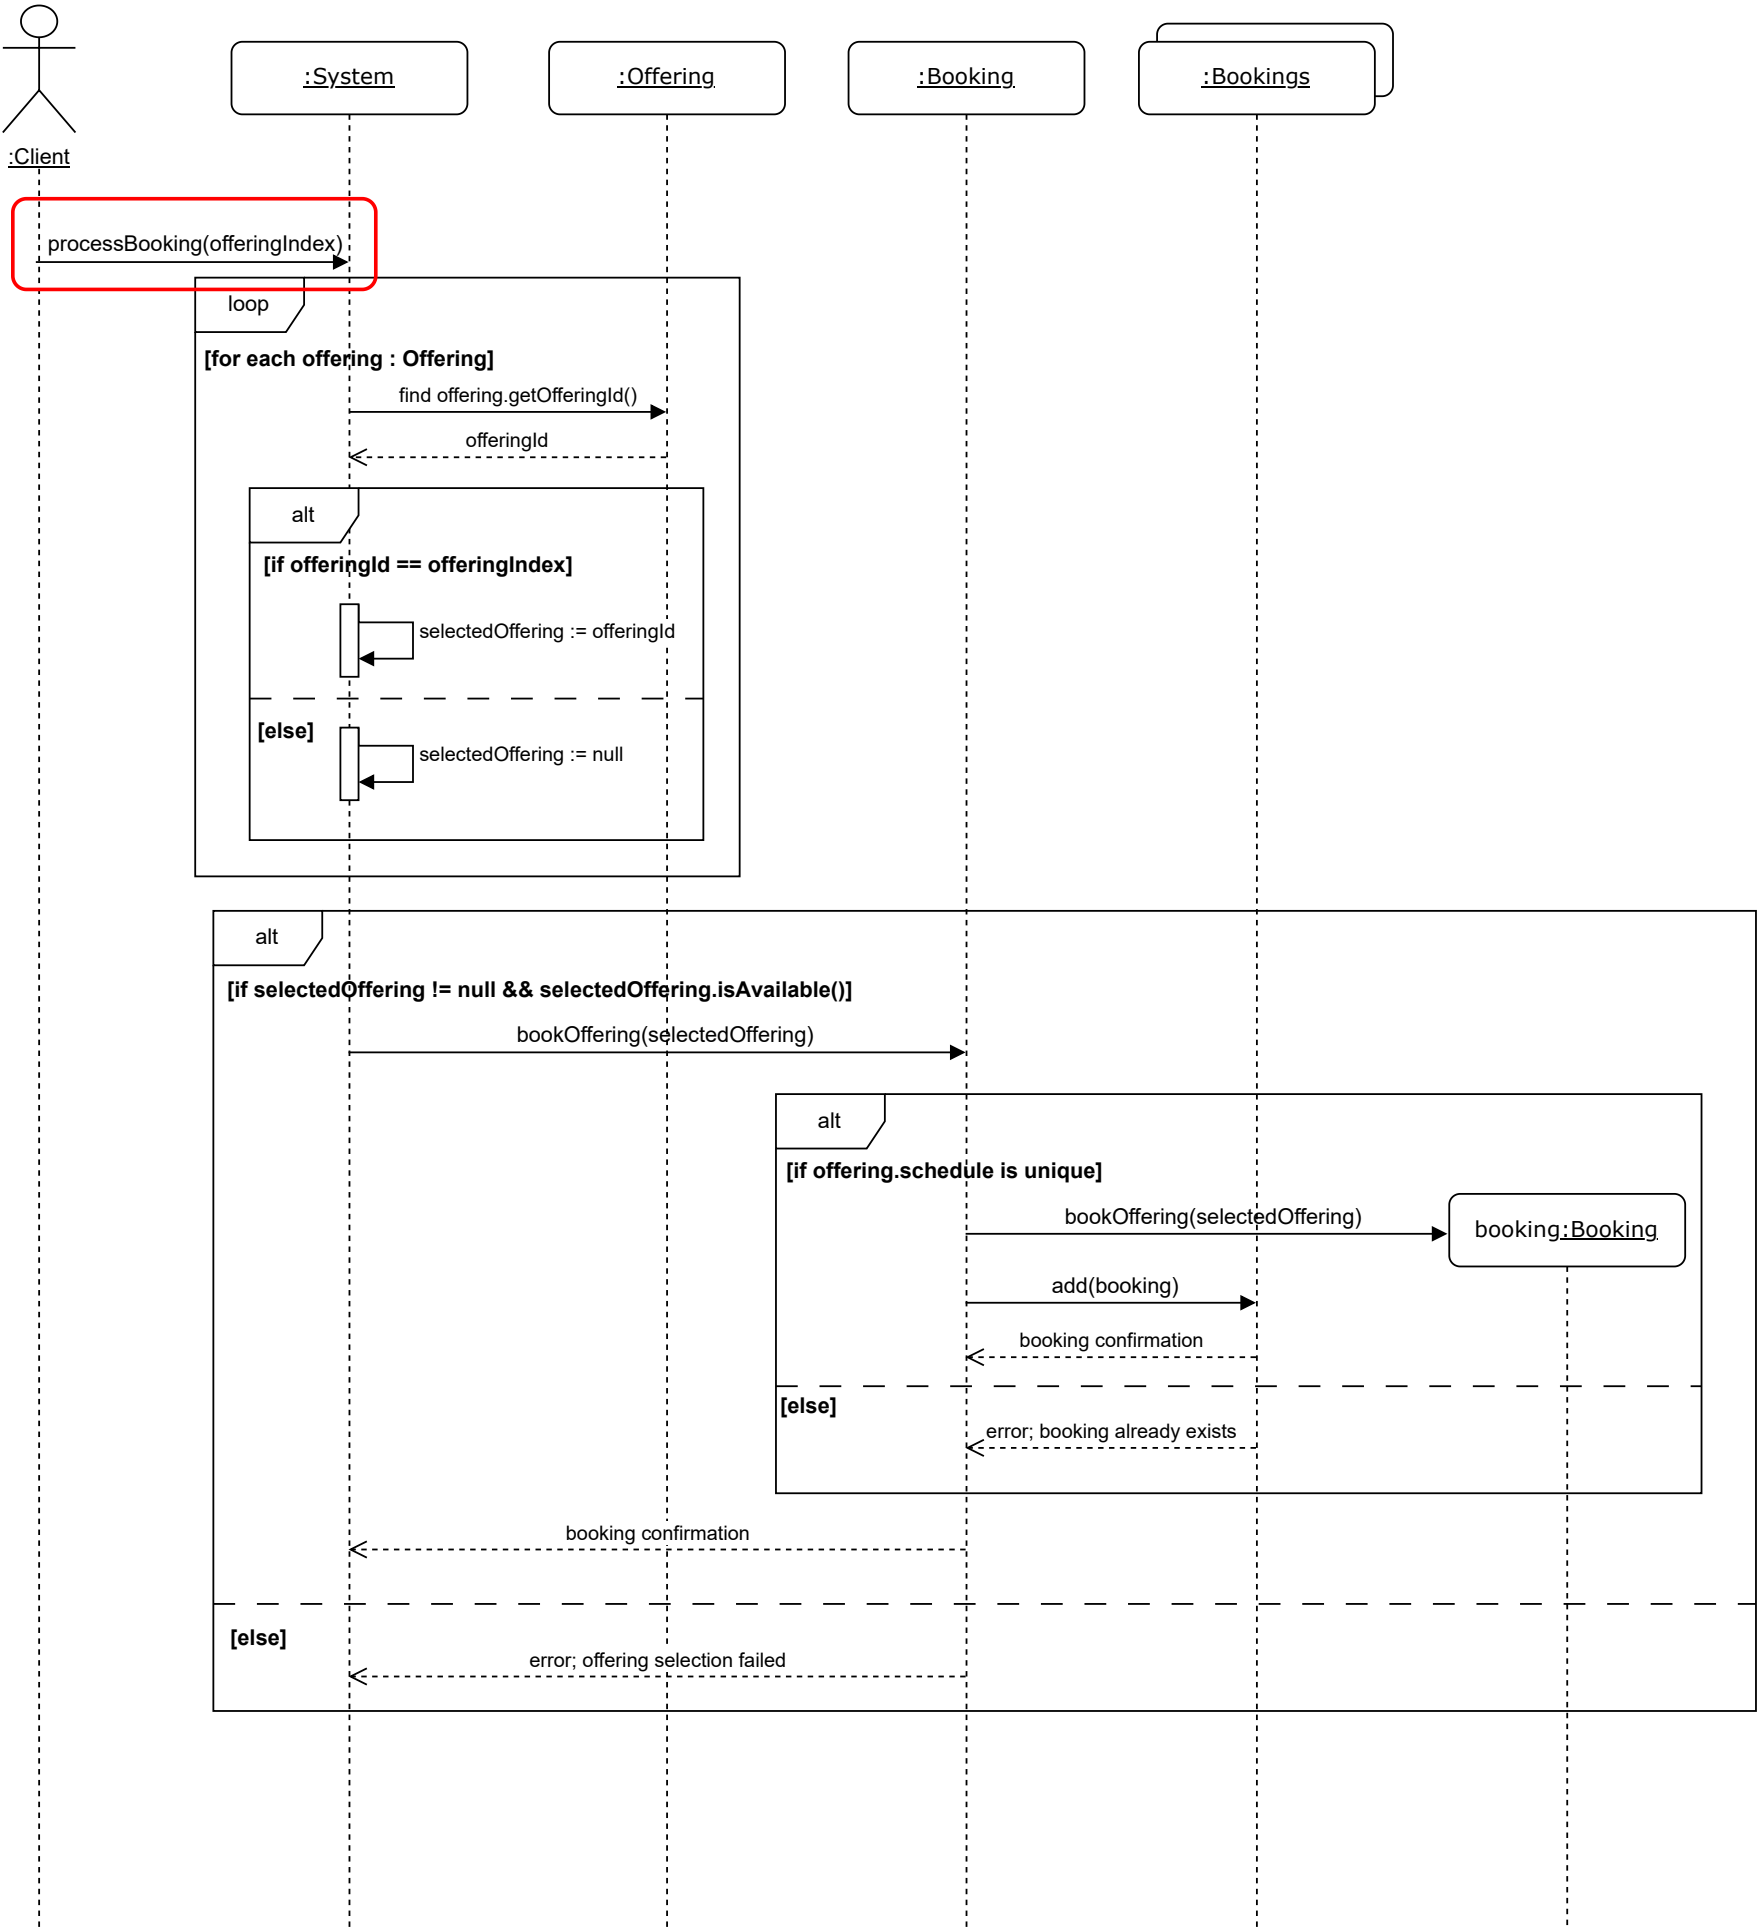 :System
:Offering
:Booking
:Bookings
:Client
processBooking(offeringIndex)
loop
[for each offering : Offering]
find offering.getOfferingId()
offeringId
alt
[if offeringId == offeringIndex]
selectedOffering := offeringId
[else]
selectedOffering := null
alt
[if selectedOffering != null && selectedOffering.isAvailable()]
bookOffering(selectedOffering)
alt
[if offering.schedule is unique]
bookOffering(selectedOffering)
booking:Booking
add(booking)
booking confirmation
[else]
error; booking already exists
booking confirmation
[else]
error; offering selection failed